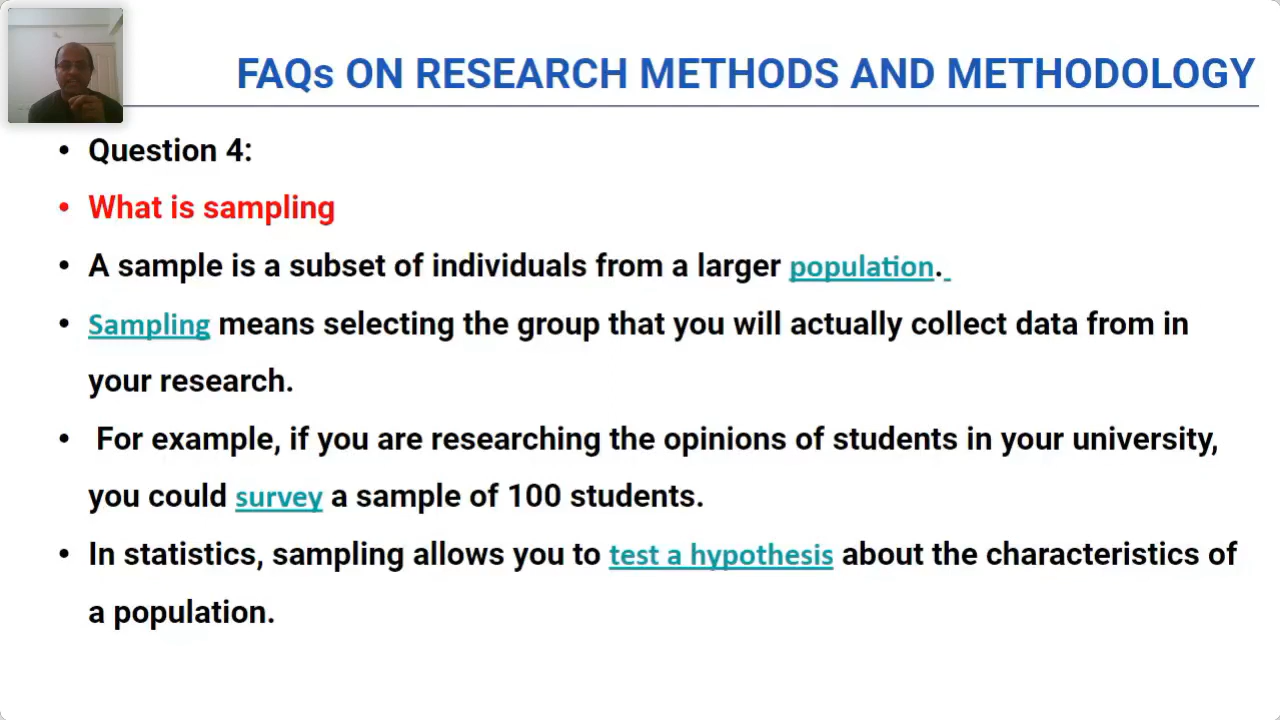 FAQs ON RESEARCH METHODS AND METHODOLOGY
• Question 4:
• What is sampling
• A sample is a subset of individuals from a larger population.
• Sampling means selecting the group that you will actually collect data from in
your research.
• For example, if you are researching the opinions of students in your university,
you could survey a sample of 100 students.
• In statistics, sampling allows you to test a hypothesis about the characteristics of
a population.